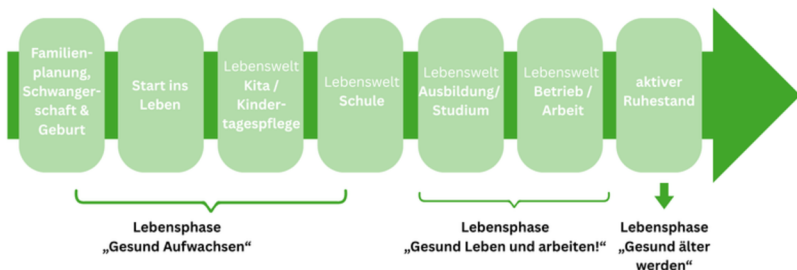 Familien-
planung,
Schwanger-
schaft &
Geburt
Start ins
Leben
Lebenswelt
Kita /
Kinder-
tagespflege
Lebenswelt
Schule
Lebenswelt
Ausbildung/
Studium
Lebenswelt
Betrieb /
Arbeit
aktiver
Ruhestand
Lebensphase
„Gesund Aufwachsen“
Lebensphase
„Gesund Leben und arbeiten!“
Lebensphase
„Gesund älter
werden“